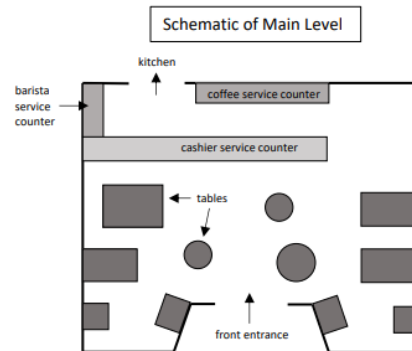 Schematic of Main Level
kitchen
barista
service
counter
coffee service counter
cashier service counter
tables
front entrance